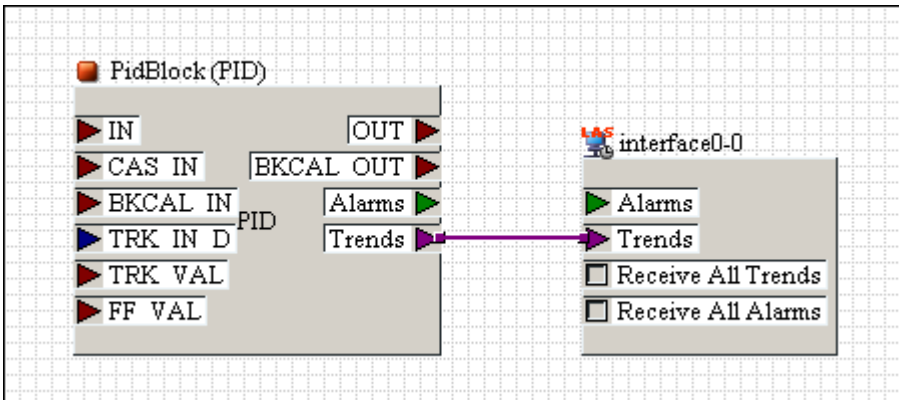 PidBlock (PID)
IN
OUT
CAS IN
BKCAL OUT
BKCAL IN
Alarms
PID
TRK IN D
Trends
TRK VAL
FF VAL
LAS
interface0-0
Alarms
Trends
Receive All Trends
Receive All Alarms